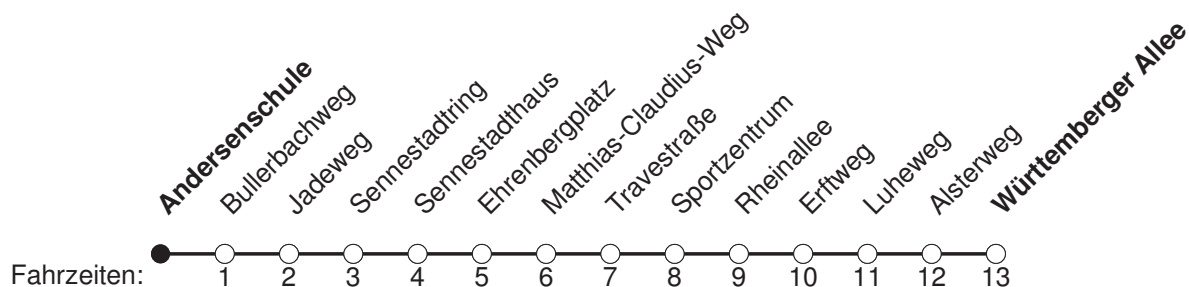 Andersenschule
Bullerbachweg
Jadeweg
Sennestadtring
Sennestadthaus
Ehrenbergplatz
Matthias-Claudius-Weg
Travestraße
Sportzentrum
Rheinallee
Erftweg
Luheweg
Alsterweg
Württemberger Allee
Fahrzeiten: 1 2 3 4 5 6 7 8 9 10 11 12 13